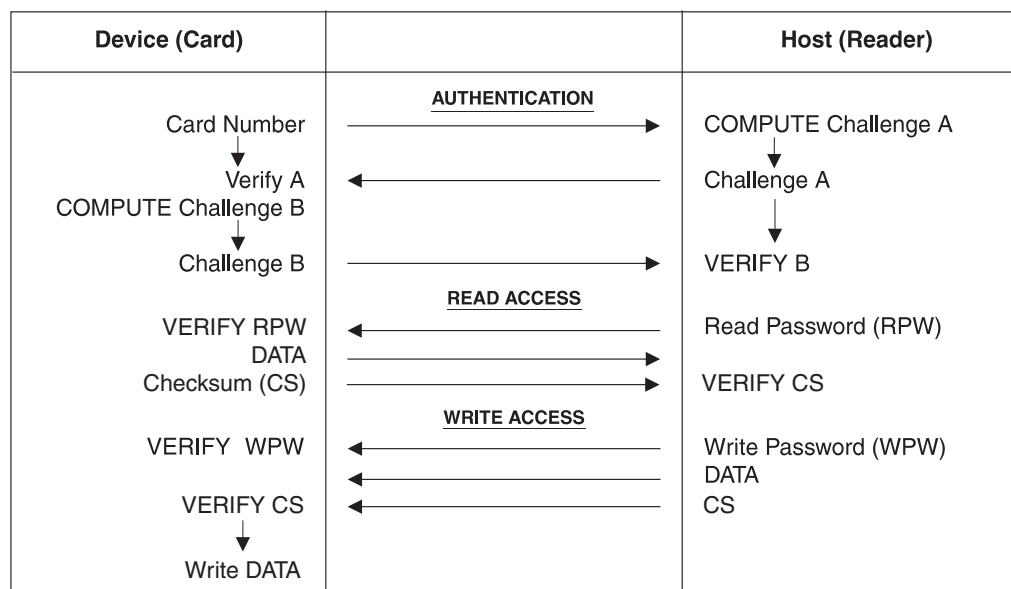 Device (Card) Host (Reader)
AUTHENTICATION
Card Number COMPUTE Challenge A
Verify A Challenge A
COMPUTE Challenge B
Challenge B VERIFY B
READ ACCESS
VERIFY RPW Read Password (RPW)
DATA
Checksum (CS) VERIFY CS
WRITE ACCESS
VERIFY WPW Write Password (WPW)
DATA
VERIFY CS CS
Write DATA